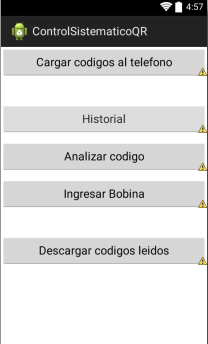 4:57
ControlSistematicoQR
Cargar codigos al telefono
Historial
Analizar codigo
Ingresar Bobina
Descargar codigos leidos